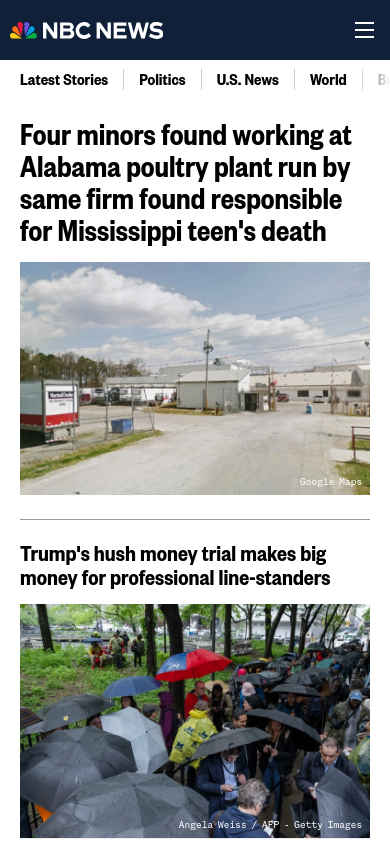 NBC NEWS
Latest Stories
Politics
U.S. News
World
Four minors found working at
Alabama poultry plant run by
same firm found responsible
for Mississippi teen's death
Google Maps
Trump's hush money trial makes big
money for professional line-standers
Angela Weiss / AFP - Getty Images